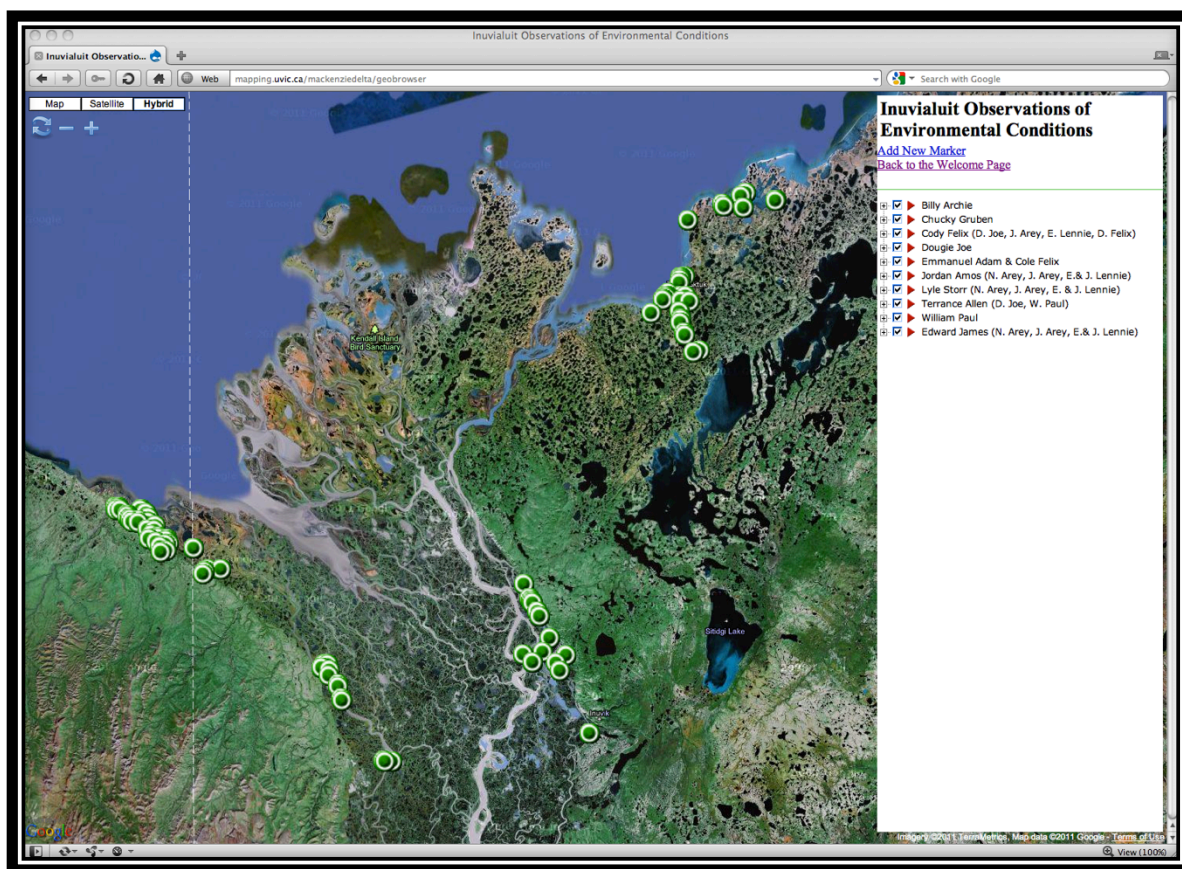 Inuvialuit Observations of Environmental Conditions
Inuvialuit Observatio...
Web
mapping.uvic.ca/mackenziedelta/geobrowser
Search with Google
Map
Satellite
Hybrid
Inuvialuit Observations of
Environmental Conditions
Add New Marker
Back to the Welcome Page
Billy Archie
Chucky Gruben
Cody Felix (D. Joe, J. Arey, E. Lennie, D. Felix)
Dougie Joe
Emmanuel Adam & Cole Felix
Jordan Amos (N. Arey, J. Arey, E.& J. Lennie)
Lyle Storr (N. Arey, J. Arey, E. & J. Lennie)
Terrance Allen (D. Joe, W. Paul)
William Paul
Edward James (N. Arey, J. Arey, E.& J. Lennie)
Kendall Island
Bird Sanctuary
Sitidgi Lake
Inuvik
Google
Imagery ©2011 TerraMetrics, Map data ©2011 Google - Terms of Use
View (100%)